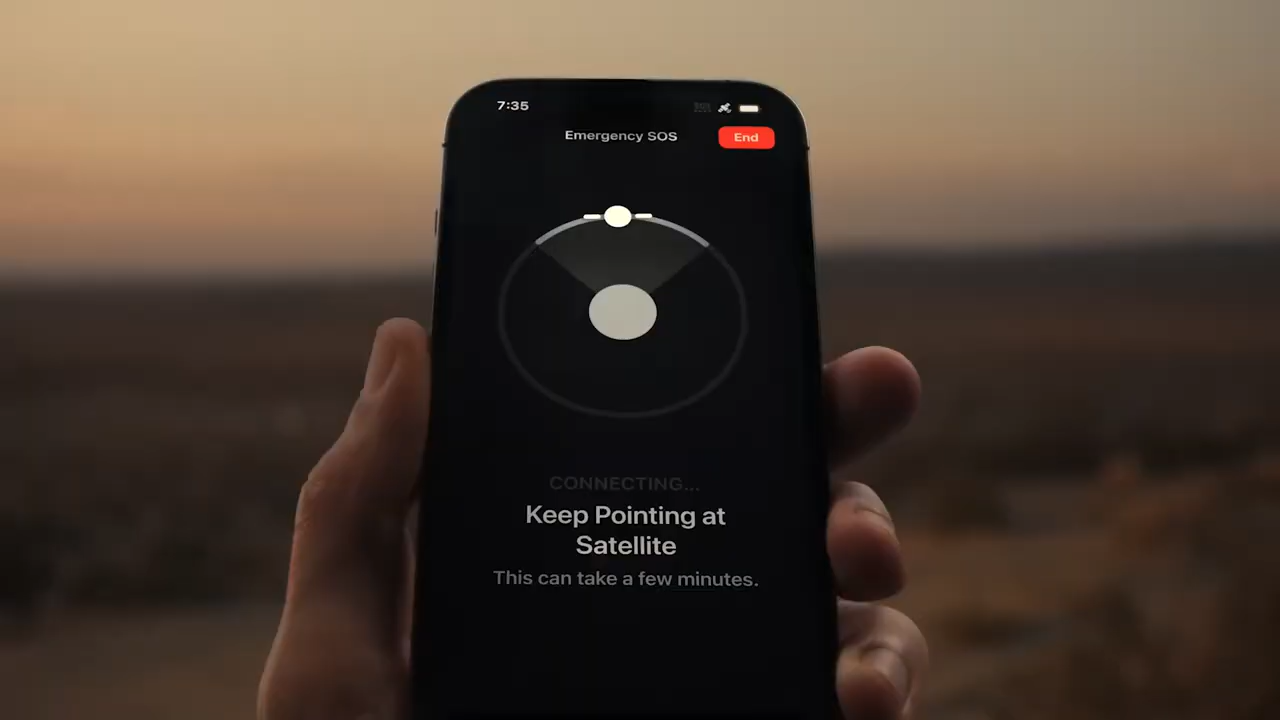 7:35
Emergency SOS
End
CONNECTING...
Keep Pointing at
Satellite
This can take a few minutes.